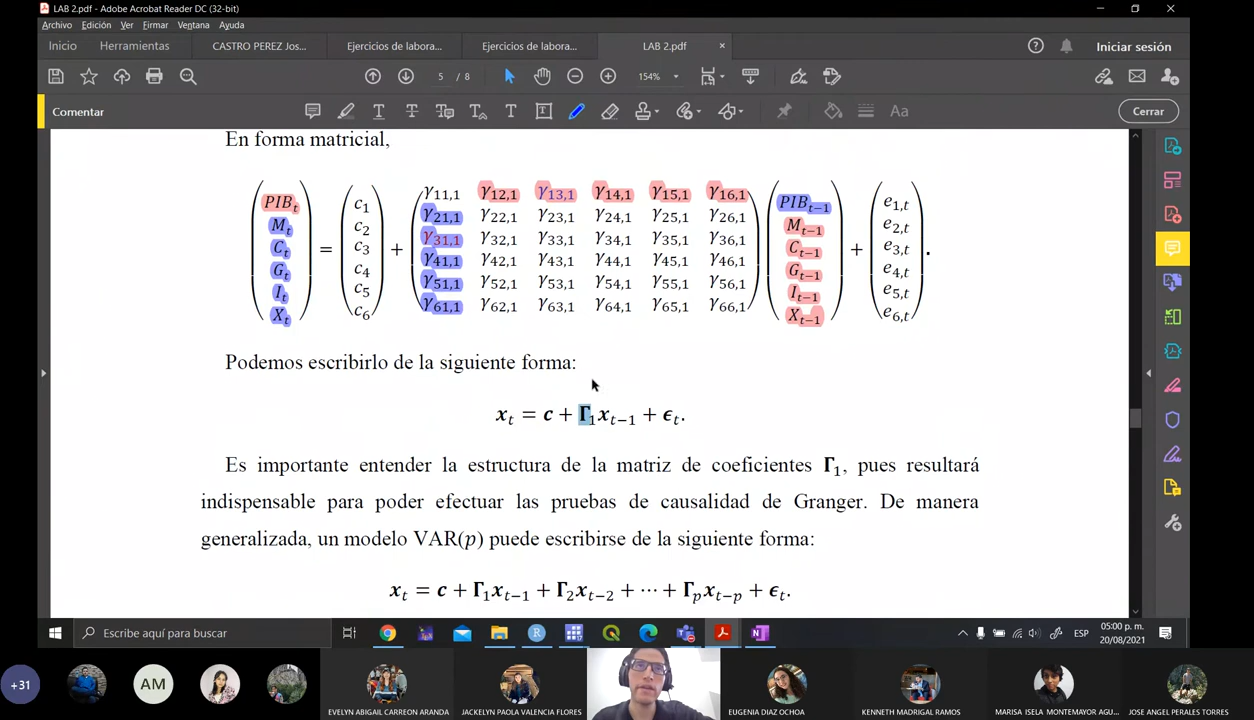 LAB 2.pdf - Adobe Acrobat Reader DC (32-bit)
Archivo Edición Ver Firmar Ventana Ayuda
Inicio Herramientas CASTRO PEREZ Jos... Ejercicios de labora... Ejercicios de labora... LAB 2.pdf × Iniciar sesión
5 / 8 154%
Comentar Cerrar
En forma matricial,
PIB_t c_1 γ_{11,1} γ_{12,1} γ_{13,1} γ_{14,1} γ_{15,1} γ_{16,1} PIB_{t−1} e_{1,t}
M_t c_2 γ_{21,1} γ_{22,1} γ_{23,1} γ_{24,1} γ_{25,1} γ_{26,1} M_{t−1} e_{2,t}
C_t = c_3 + γ_{31,1} γ_{32,1} γ_{33,1} γ_{34,1} γ_{35,1} γ_{36,1} C_{t−1} + e_{3,t} .
G_t c_4 γ_{41,1} γ_{42,1} γ_{43,1} γ_{44,1} γ_{45,1} γ_{46,1} G_{t−1} e_{4,t}
I_t c_5 γ_{51,1} γ_{52,1} γ_{53,1} γ_{54,1} γ_{55,1} γ_{56,1} I_{t−1} e_{5,t}
X_t c_6 γ_{61,1} γ_{62,1} γ_{63,1} γ_{64,1} γ_{65,1} γ_{66,1} X_{t−1} e_{6,t}
Podemos escribirlo de la siguiente forma:
x_t = c + Γ_1 x_{t−1} + ϵ_t.
Es importante entender la estructura de la matriz de coeficientes Γ_1, pues resultará
indispensable para poder efectuar las pruebas de causalidad de Granger. De manera
generalizada, un modelo VAR(p) puede escribirse de la siguiente forma:
x_t = c + Γ_1 x_{t−1} + Γ_2 x_{t−2} + ⋯ + Γ_p x_{t−p} + ϵ_t.
Escribe aquí para buscar ESP 05:00 p. m.
20/08/2021
+31 AM
EVELYN ABIGAIL CARREON ARANDA JACKELYN PAOLA VALENCIA FLORES EUGENIA DIAZ OCHOA KENNETH MADRIGAL RAMOS MARISA ISELA MONTEMAYOR AGU... JOSE ANGEL PERALES TORRES